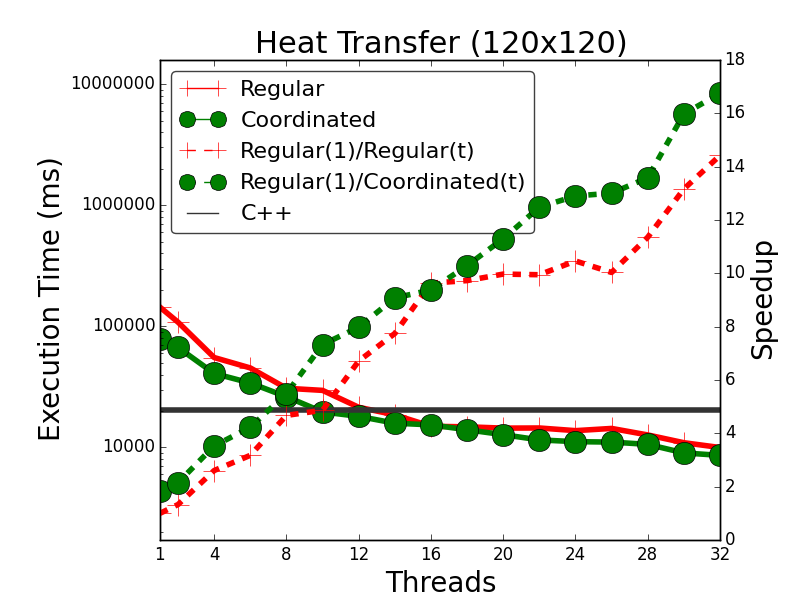 Heat Transfer (120x120)
Regular
Coordinated
Regular(1)/Regular(t)
Regular(1)/Coordinated(t)
C++
Execution Time (ms)
10000000
1000000
100000
10000
Speedup
18
16
14
12
10
8
6
4
2
0
1 4 8 12 16 20 24 28 32
Threads